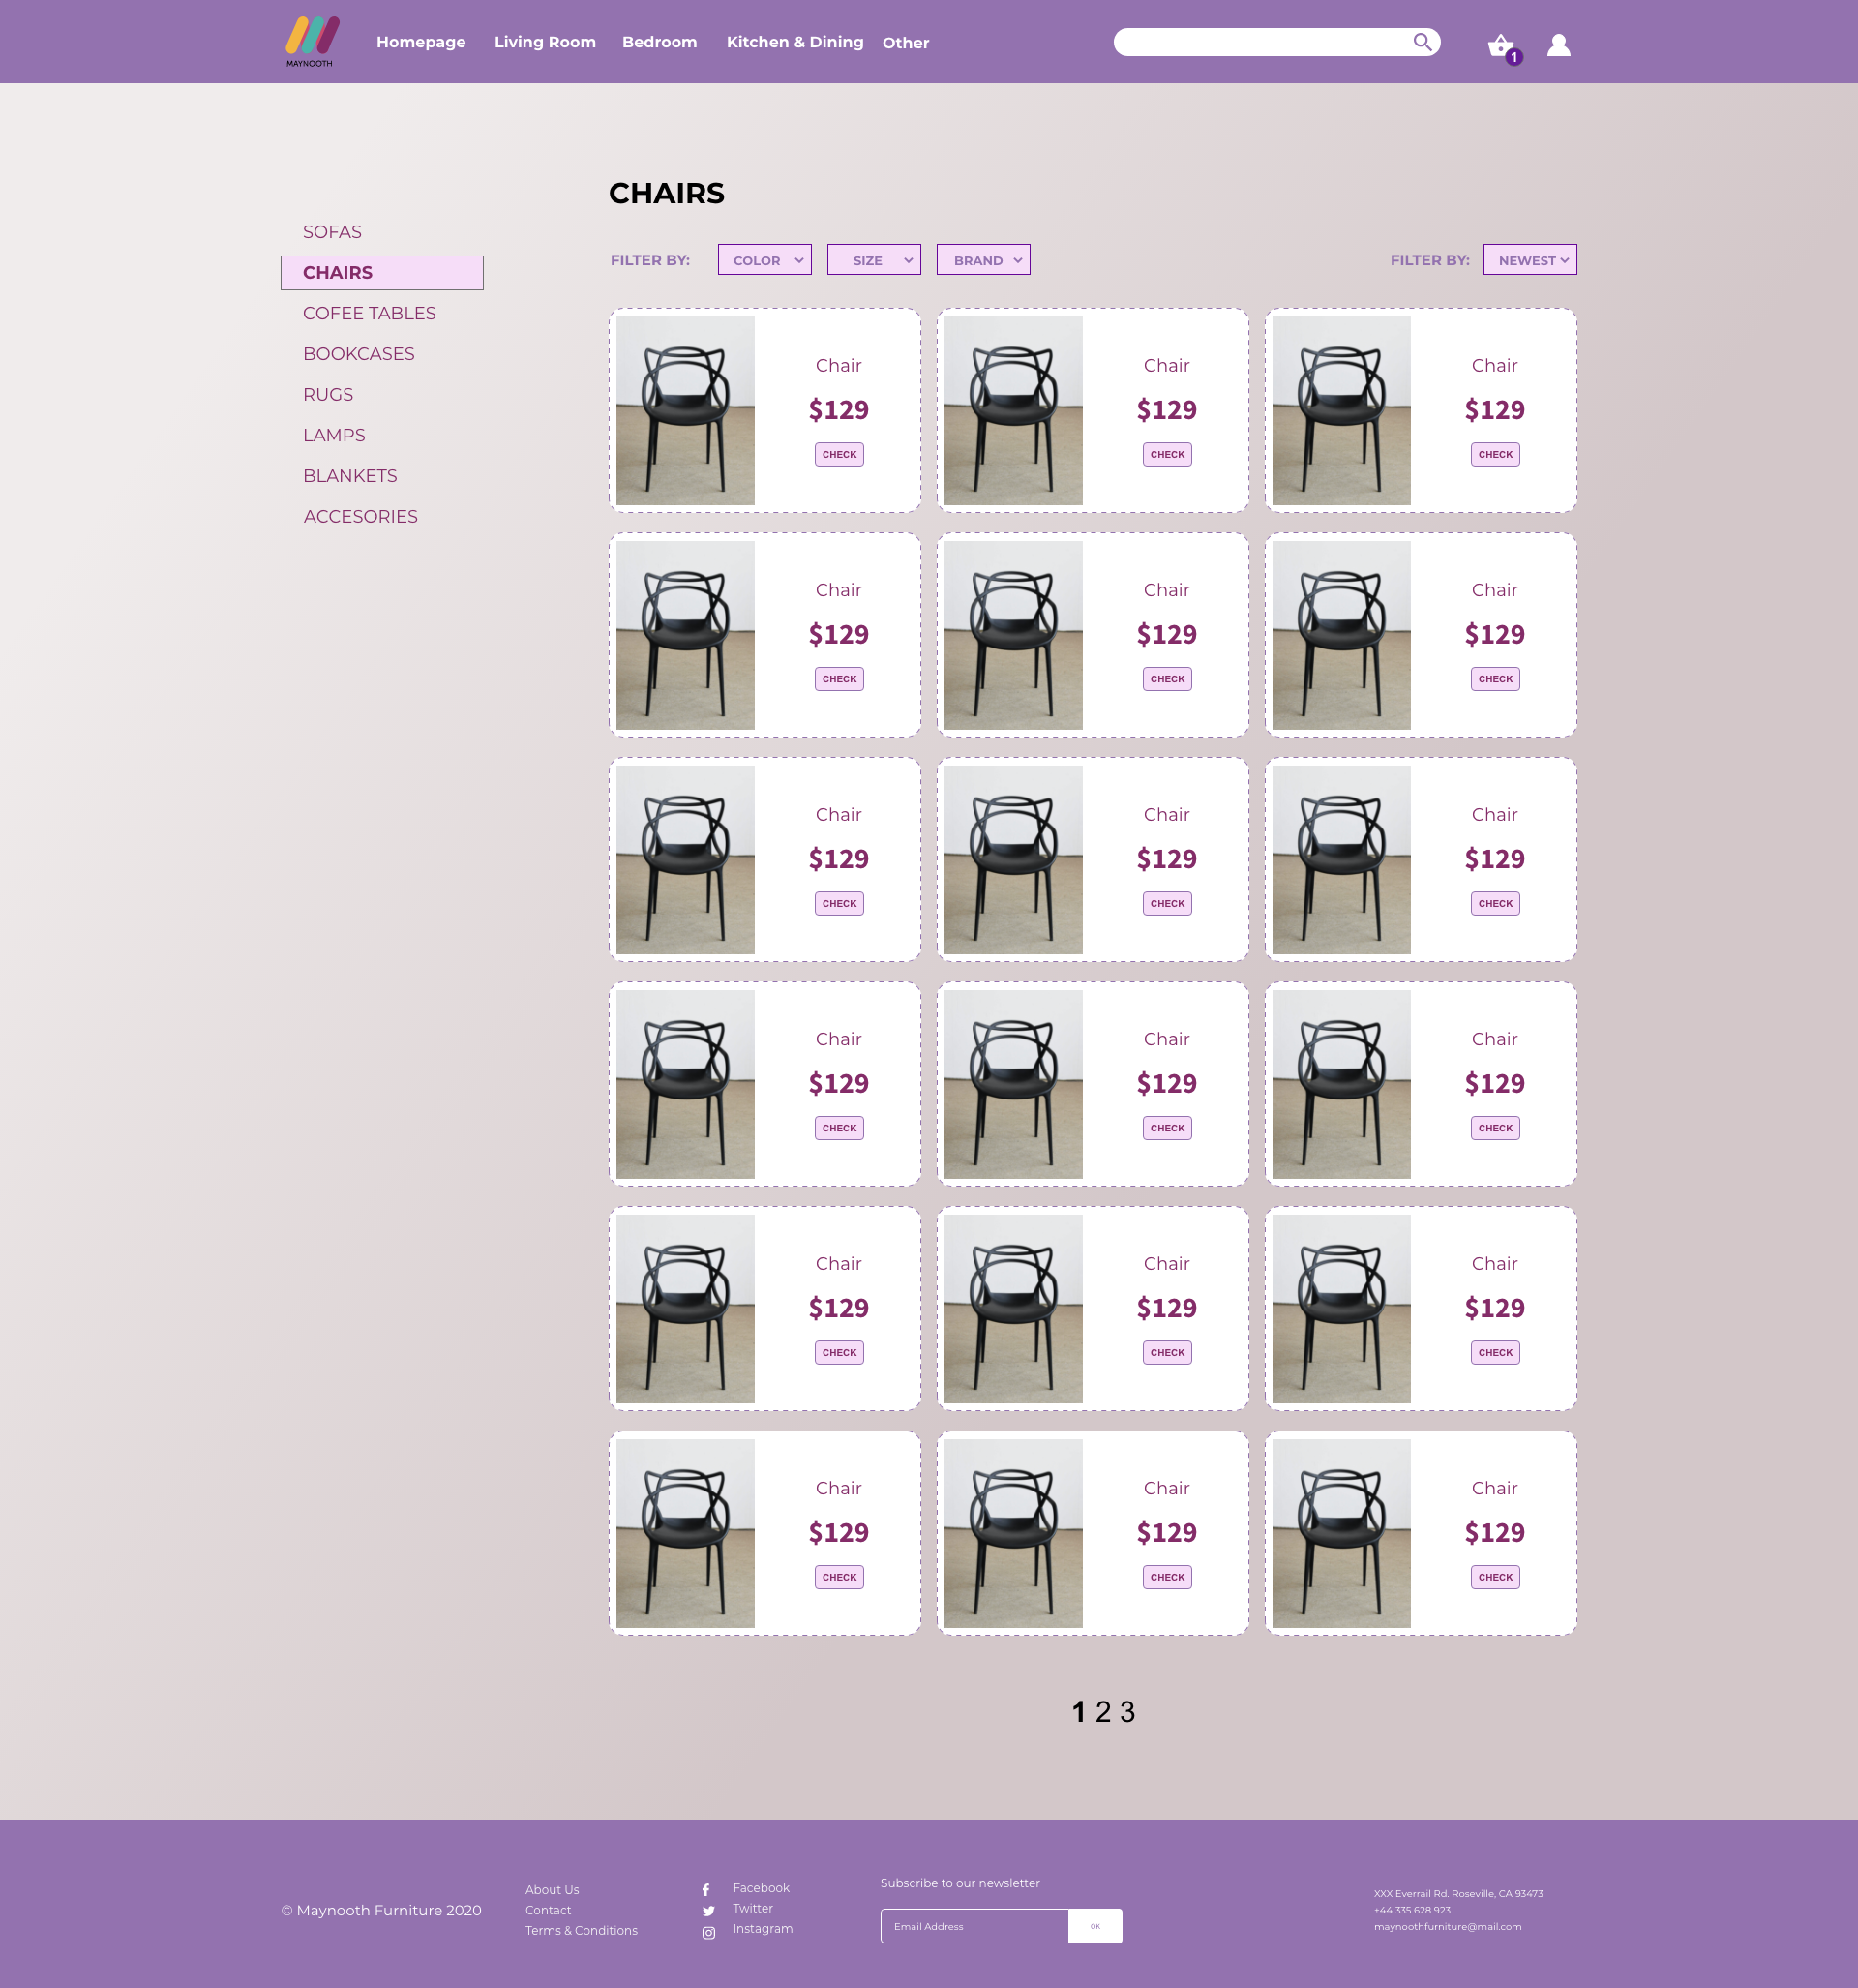 MAYNOOTH
Homepage Living Room Bedroom Kitchen & Dining Other
1
CHAIRS
SOFAS
CHAIRS
COFEE TABLES
BOOKCASES
RUGS
LAMPS
BLANKETS
ACCESORIES
FILTER BY: COLOR SIZE BRAND FILTER BY: NEWEST
Chair Chair Chair
$129 $129 $129
CHECK CHECK CHECK
Chair Chair Chair
$129 $129 $129
CHECK CHECK CHECK
Chair Chair Chair
$129 $129 $129
CHECK CHECK CHECK
Chair Chair Chair
$129 $129 $129
CHECK CHECK CHECK
Chair Chair Chair
$129 $129 $129
CHECK CHECK CHECK
Chair Chair Chair
$129 $129 $129
CHECK CHECK CHECK
1 2 3
© Maynooth Furniture 2020
About Us
Contact
Terms & Conditions
Facebook
Twitter
Instagram
Subscribe to our newsletter
Email Address OK
XXX Everrail Rd. Roseville, CA 93473
+44 335 628 923
maynoothfurniture@mail.com